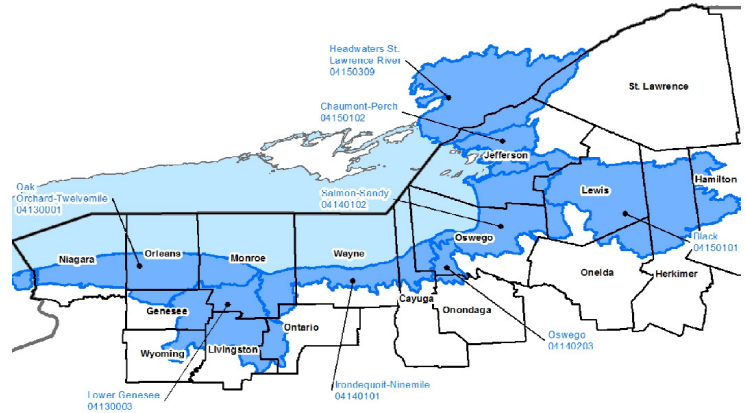 Headwaters St.
Lawrence River
04150309
St. Lawrence
Chaumont-Perch
04150102
Jefferson
Hamilton
Oak
Orchard-Twelvemile
04130001
Salmon-Sandy
04140102
Lewis
Black
04150101
Niagara
Orleans
Monroe
Wayne
Oswego
Oneida
Herkimer
Genesee
Ontario
Cayuga
Onondaga
Wyoming
Livingston
Oswego
04140203
Lower Genesee
04130003
Irondequoit-Ninemile
04140101